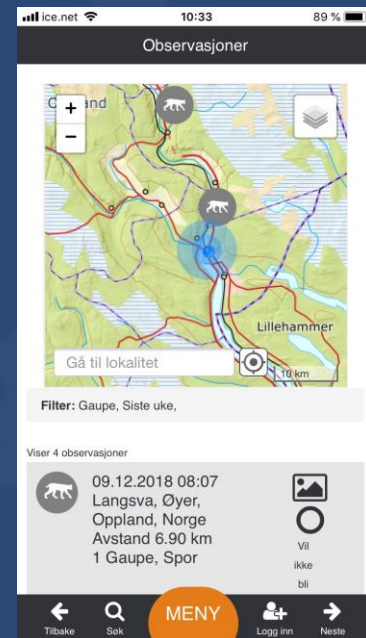 ice.net 10:33 89 %
Observasjoner
+
−
Lillehammer
Gå til lokalitet
10 km
Filter: Gaupe, Siste uke,
Viser 4 observasjoner
09.12.2018 08:07
Langsva, Øyer,
Oppland, Norge
Avstand 6.90 km
1 Gaupe, Spor
Vil
ikke
bli
Tilbake Søk MENY Logg inn Neste